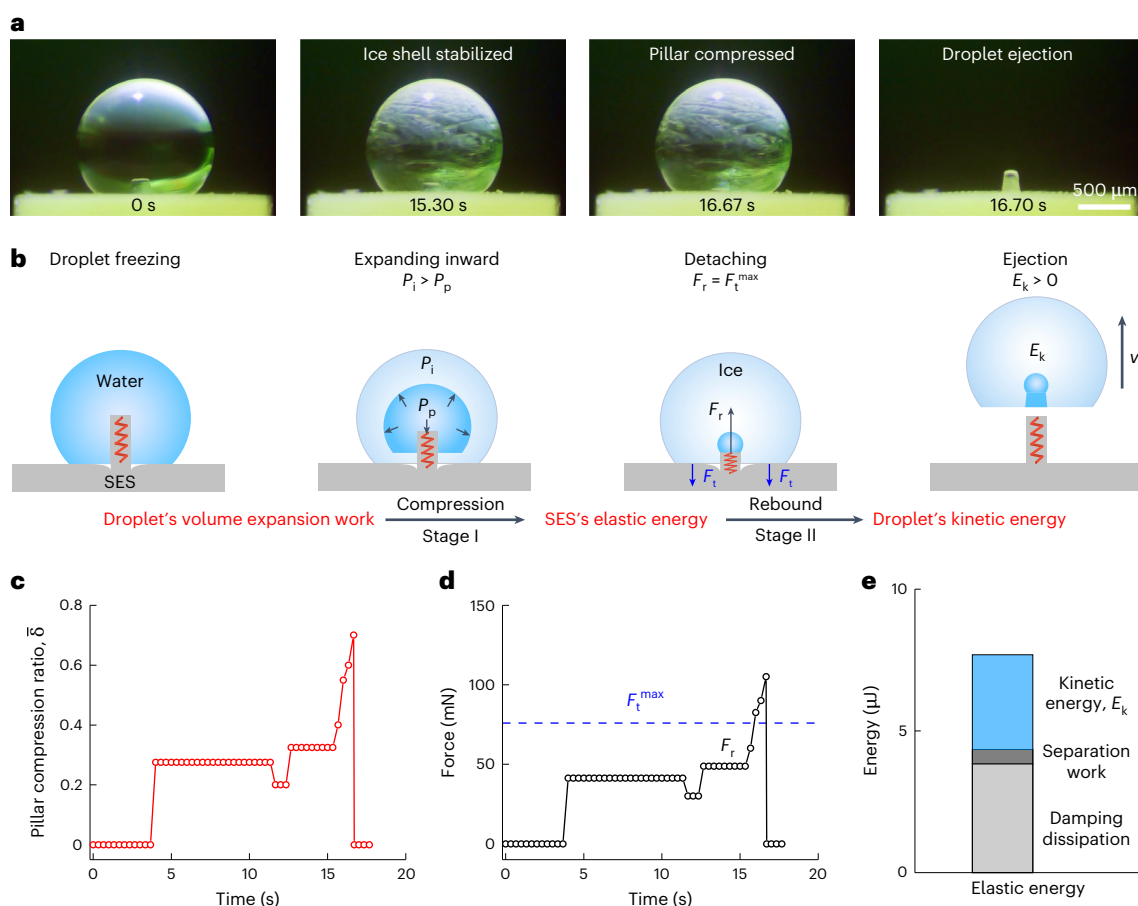 a
Ice shell stabilized
Pillar compressed
Droplet ejection
0 s
15.30 s
16.67 s
16.70 s
500 μm
b
Droplet freezing
Expanding inward
Pi > Pp
Detaching
Fr = Ftmax
Ejection
Ek > 0
Water
SES
Pi
Pp
Ice
Fr
Ft
Ft
Ek
v
Droplet's volume expansion work
Compression
Stage I
SES's elastic energy
Rebound
Stage II
Droplet's kinetic energy
c
Pillar compression ratio, δ̅
0.8
0.6
0.4
0.2
0
0
5
10
15
20
Time (s)
d
Force (mN)
150
100
50
0
Ftmax
Fr
0
5
10
15
20
Time (s)
e
Energy (μJ)
10
5
0
Kinetic
energy, Ek
Separation
work
Damping
dissipation
Elastic energy